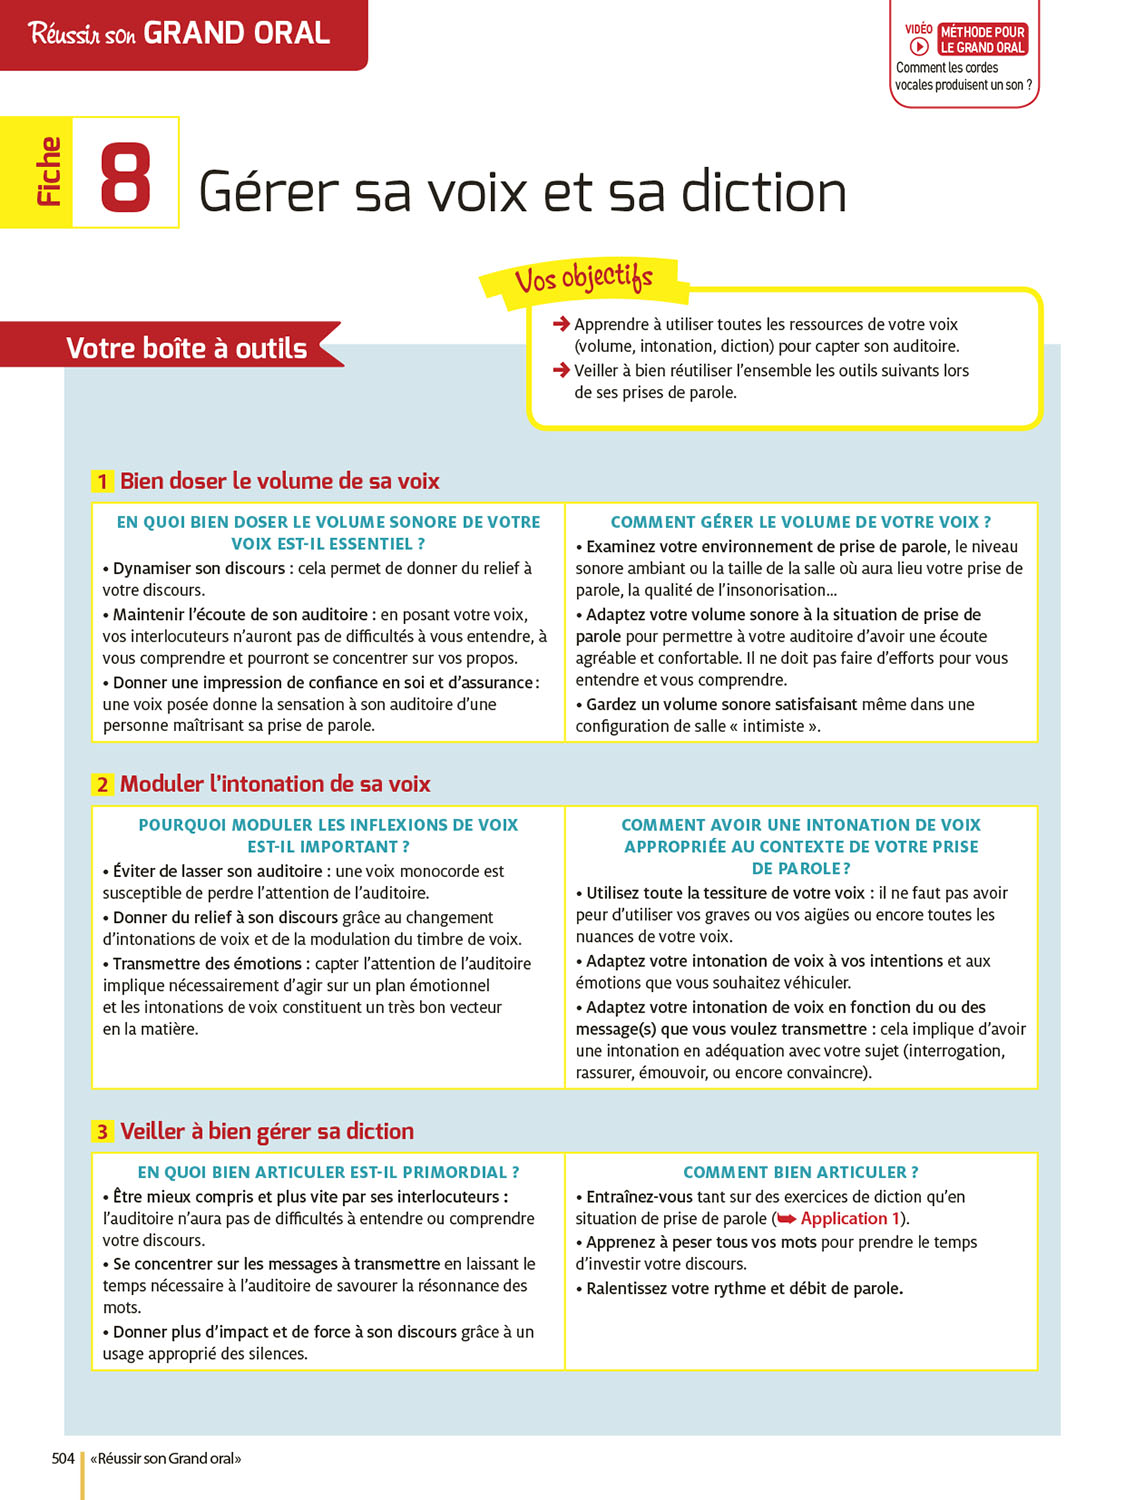 Réussir son GRAND ORAL
VIDÉO
MÉTHODE POUR
LE GRAND ORAL
Comment les cordes
vocales produisent un son ?
Fiche
8
Gérer sa voix et sa diction
Vos objectifs
➔ Apprendre à utiliser toutes les ressources de votre voix
(volume, intonation, diction) pour capter son auditoire.
➔ Veiller à bien réutiliser l'ensemble les outils suivants lors
de ses prises de parole.
Votre boîte à outils
1 Bien doser le volume de sa voix
EN QUOI BIEN DOSER LE VOLUME SONORE DE VOTRE
VOIX EST-IL ESSENTIEL ?
• Dynamiser son discours : cela permet de donner du relief à
votre discours.
• Maintenir l'écoute de son auditoire : en posant votre voix,
vos interlocuteurs n'auront pas de difficultés à vous entendre, à
vous comprendre et pourront se concentrer sur vos propos.
• Donner une impression de confiance en soi et d'assurance :
une voix posée donne la sensation à son auditoire d'une
personne maîtrisant sa prise de parole.
COMMENT GÉRER LE VOLUME DE VOTRE VOIX ?
• Examinez votre environnement de prise de parole, le niveau
sonore ambiant ou la taille de la salle où aura lieu votre prise de
parole, la qualité de l'insonorisation...
• Adaptez votre volume sonore à la situation de prise de
parole pour permettre à votre auditoire d'avoir une écoute
agréable et confortable. Il ne doit pas faire d'efforts pour vous
entendre et vous comprendre.
• Gardez un volume sonore satisfaisant même dans une
configuration de salle « intimiste ».
2 Moduler l'intonation de sa voix
POURQUOI MODULER LES INFLEXIONS DE VOIX
EST-IL IMPORTANT ?
• Éviter de lasser son auditoire : une voix monocorde est
susceptible de perdre l'attention de l'auditoire.
• Donner du relief à son discours grâce au changement
d'intonations de voix et de la modulation du timbre de voix.
• Transmettre des émotions : capter l'attention de l'auditoire
implique nécessairement d'agir sur un plan émotionnel
et les intonations de voix constituent un très bon vecteur
en la matière.
COMMENT AVOIR UNE INTONATION DE VOIX
APPROPRIÉE AU CONTEXTE DE VOTRE PRISE
DE PAROLE ?
• Utilisez toute la tessiture de votre voix : il ne faut pas avoir
peur d'utiliser vos graves ou vos aigües ou encore toutes les
nuances de votre voix.
• Adaptez votre intonation de voix à vos intentions et aux
émotions que vous souhaitez véhiculer.
• Adaptez votre intonation de voix en fonction du ou des
message(s) que vous voulez transmettre : cela implique d'avoir
une intonation en adéquation avec votre sujet (interrogation,
rassurer, émouvoir, ou encore convaincre).
3 Veiller à bien gérer sa diction
EN QUOI BIEN ARTICULER EST-IL PRIMORDIAL ?
• Être mieux compris et plus vite par ses interlocuteurs :
l'auditoire n'aura pas de difficultés à entendre ou comprendre
votre discours.
• Se concentrer sur les messages à transmettre en laissant le
temps nécessaire à l'auditoire de savourer la résonnance des
mots.
• Donner plus d'impact et de force à son discours grâce à un
usage approprié des silences.
COMMENT BIEN ARTICULER ?
• Entraînez-vous tant sur des exercices de diction qu'en
situation de prise de parole (➥ Application 1).
• Apprenez à peser tous vos mots pour prendre le temps
d'investir votre discours.
• Ralentissez votre rythme et débit de parole.
504
«Réussir son Grand oral»